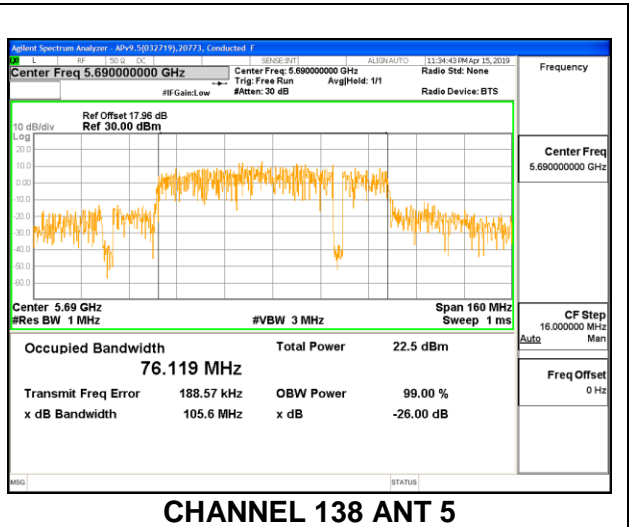 Agilent Spectrum Analyzer - APv9.5(032719),20773, Conducted F
L RF 50 Ω DC SENSE:INT ALIGN AUTO 11:34:43 PM Apr 15, 2019
Center Freq 5.690000000 GHz Center Freq: 5.690000000 GHz Radio Std: None Frequency
Trig: Free Run Avg|Hold: 1/1
#IFGain:Low #Atten: 30 dB Radio Device: BTS
Ref Offset 17.96 dB
10 dB/div Ref 30.00 dBm
Log
20.0
10.0
0.00
-10.0
-20.0
-30.0
-40.0
-50.0
-60.0
Center Freq
5.690000000 GHz
Center 5.69 GHz Span 160 MHz
#Res BW 1 MHz #VBW 3 MHz Sweep 1 ms
CF Step
16.000000 MHz
Auto Man
Occupied Bandwidth Total Power 22.5 dBm
76.119 MHz
Freq Offset
0 Hz
Transmit Freq Error 188.57 kHz OBW Power 99.00 %
x dB Bandwidth 105.6 MHz x dB -26.00 dB
MSG STATUS
CHANNEL 138 ANT 5